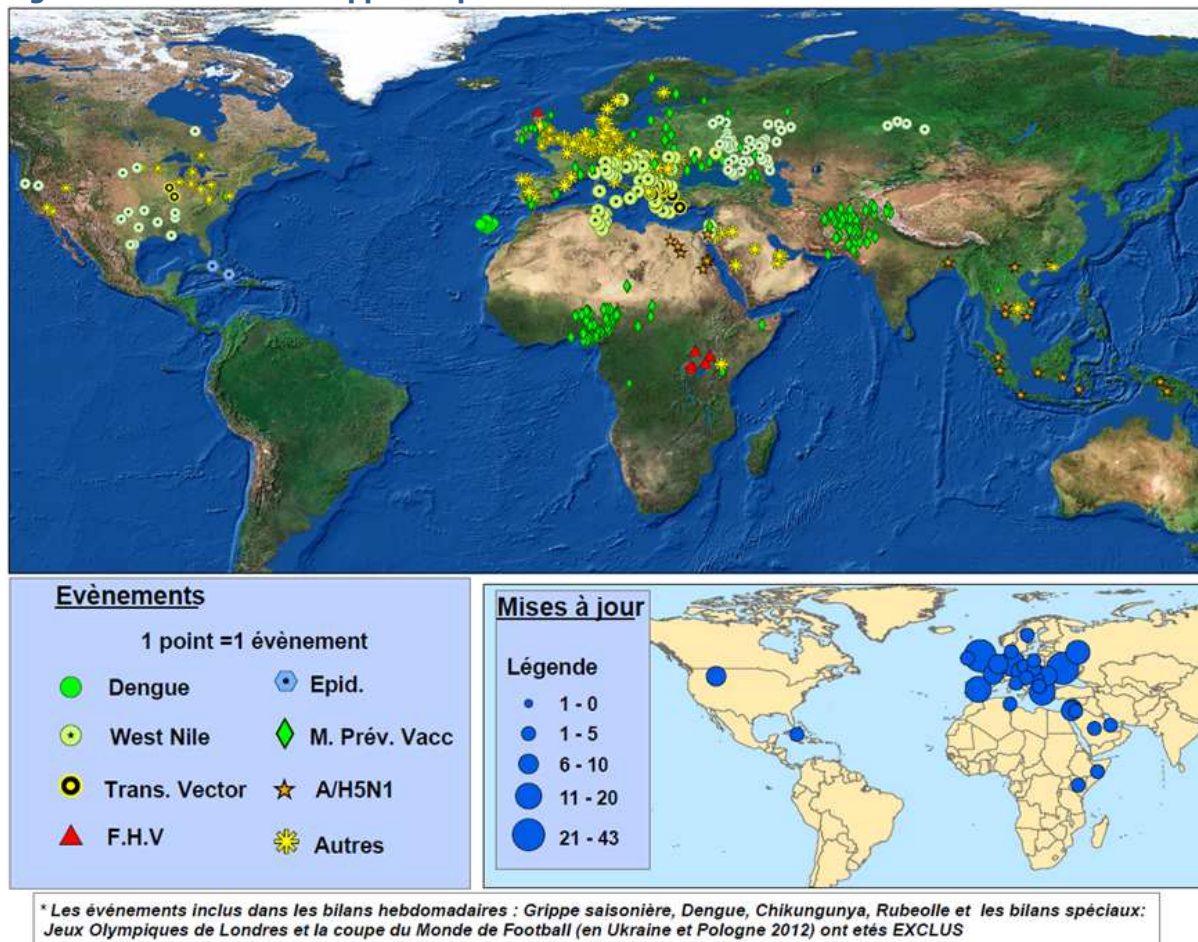 Evènements
1 point =1 évènement
Dengue
Epid.
West Nile
M. Prév. Vacc
Trans. Vector
A/H5N1
F.H.V
Autres
Mises à jour
Légende
1 - 0
1 - 5
6 - 10
11 - 20
21 - 43
* Les événements inclus dans les bilans hebdomadaires : Grippe saisonière, Dengue, Chikungunya, Rubeolle et les bilans spéciaux:
Jeux Olympiques de Londres et la coupe du Monde de Football (en Ukraine et Pologne 2012) ont etés EXCLUS